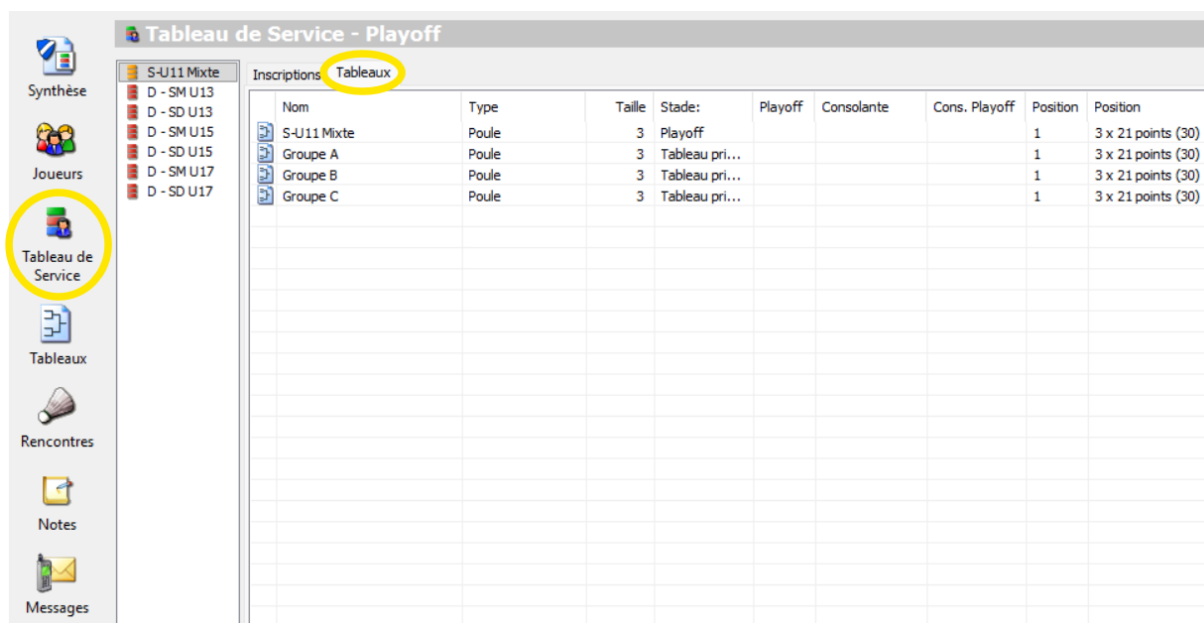 Tableau de Service - Playoff
Synthèse
Joueurs
Tableau de
Service
Tableaux
Rencontres
Notes
Messages
S-U11 Mixte
D - SM U13
D - SD U13
D - SM U15
D - SD U15
D - SM U17
D - SD U17
Inscriptions Tableaux
Nom Type Taille Stade: Playoff Consolante Cons. Playoff Position Position
S-U11 Mixte Poule 3 Playoff 1 3 x 21 points (30)
Groupe A Poule 3 Tableau pri... 1 3 x 21 points (30)
Groupe B Poule 3 Tableau pri... 1 3 x 21 points (30)
Groupe C Poule 3 Tableau pri... 1 3 x 21 points (30)